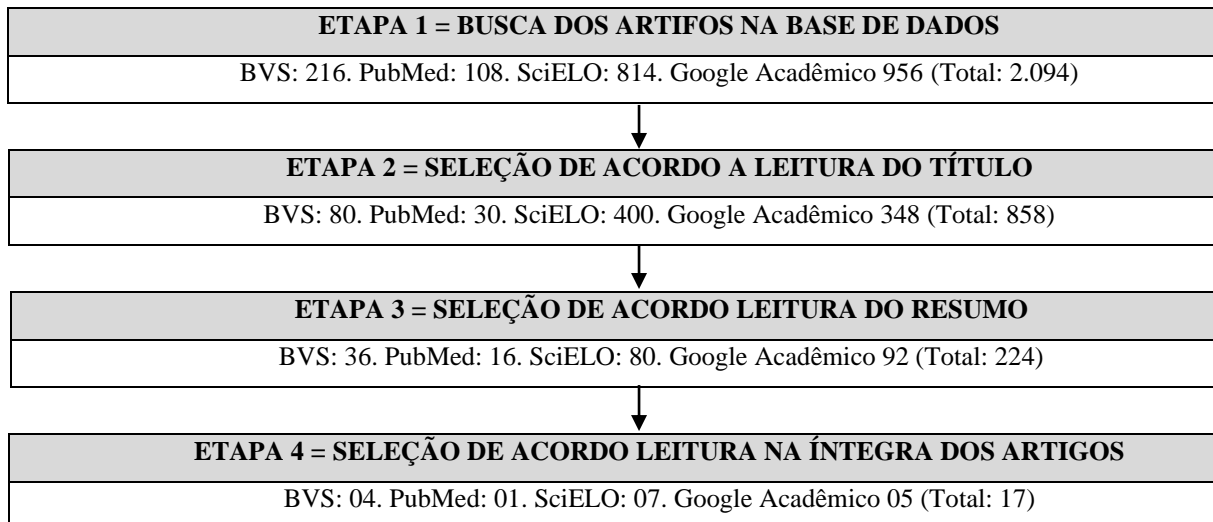 ETAPA 1 = BUSCA DOS ARTIFOS NA BASE DE DADOS
BVS: 216. PubMed: 108. SciELO: 814. Google Acadêmico 956 (Total: 2.094)
ETAPA 2 = SELEÇÃO DE ACORDO A LEITURA DO TÍTULO
BVS: 80. PubMed: 30. SciELO: 400. Google Acadêmico 348 (Total: 858)
ETAPA 3 = SELEÇÃO DE ACORDO LEITURA DO RESUMO
BVS: 36. PubMed: 16. SciELO: 80. Google Acadêmico 92 (Total: 224)
ETAPA 4 = SELEÇÃO DE ACORDO LEITURA NA ÍNTEGRA DOS ARTIGOS
BVS: 04. PubMed: 01. SciELO: 07. Google Acadêmico 05 (Total: 17)